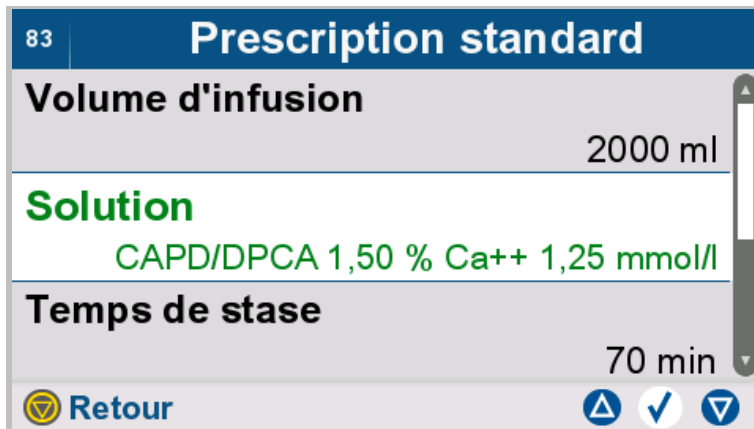 83
Prescription standard
Volume d'infusion
2000 ml
Solution
CAPD/DPCA 1,50 % Ca++ 1,25 mmol/l
Temps de stase
70 min
Retour